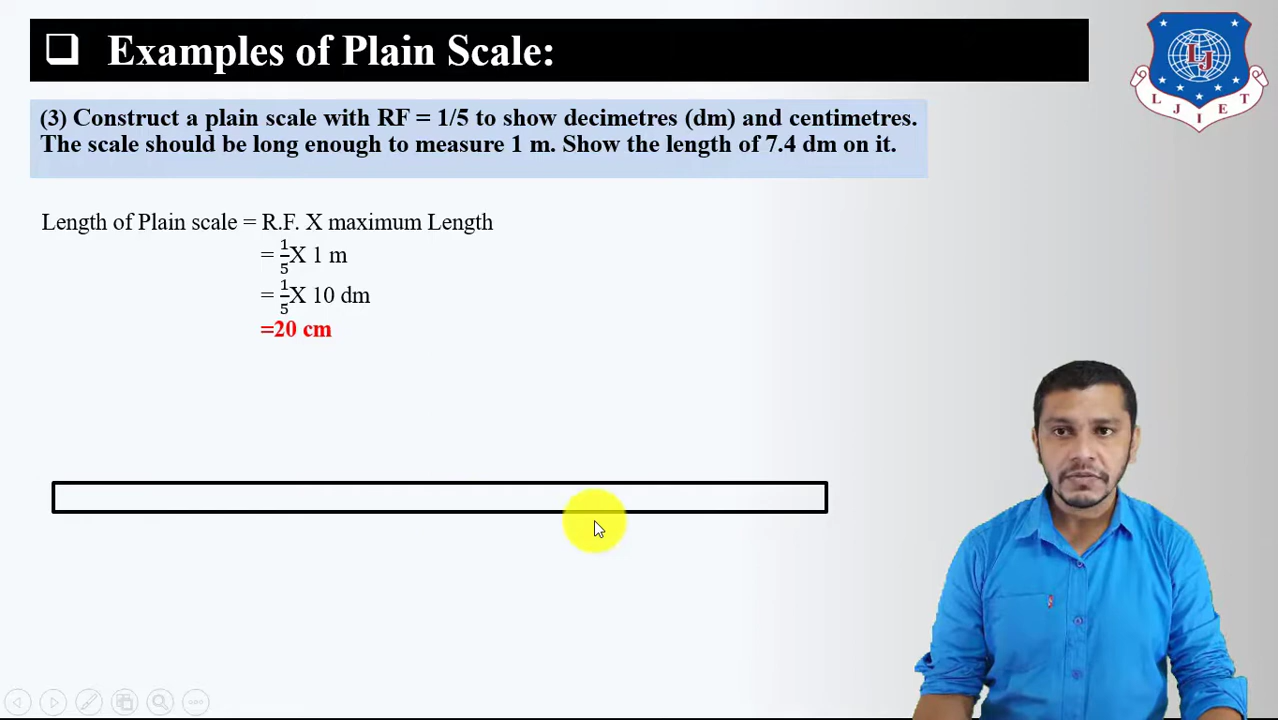 ❑ Examples of Plain Scale:
(3) Construct a plain scale with RF = 1/5 to show decimetres (dm) and centimetres.
The scale should be long enough to measure 1 m. Show the length of 7.4 dm on it.
Length of Plain scale = R.F. X maximum Length
= 1/5 X 1 m
= 1/5 X 10 dm
=20 cm
LJ
L J I E T